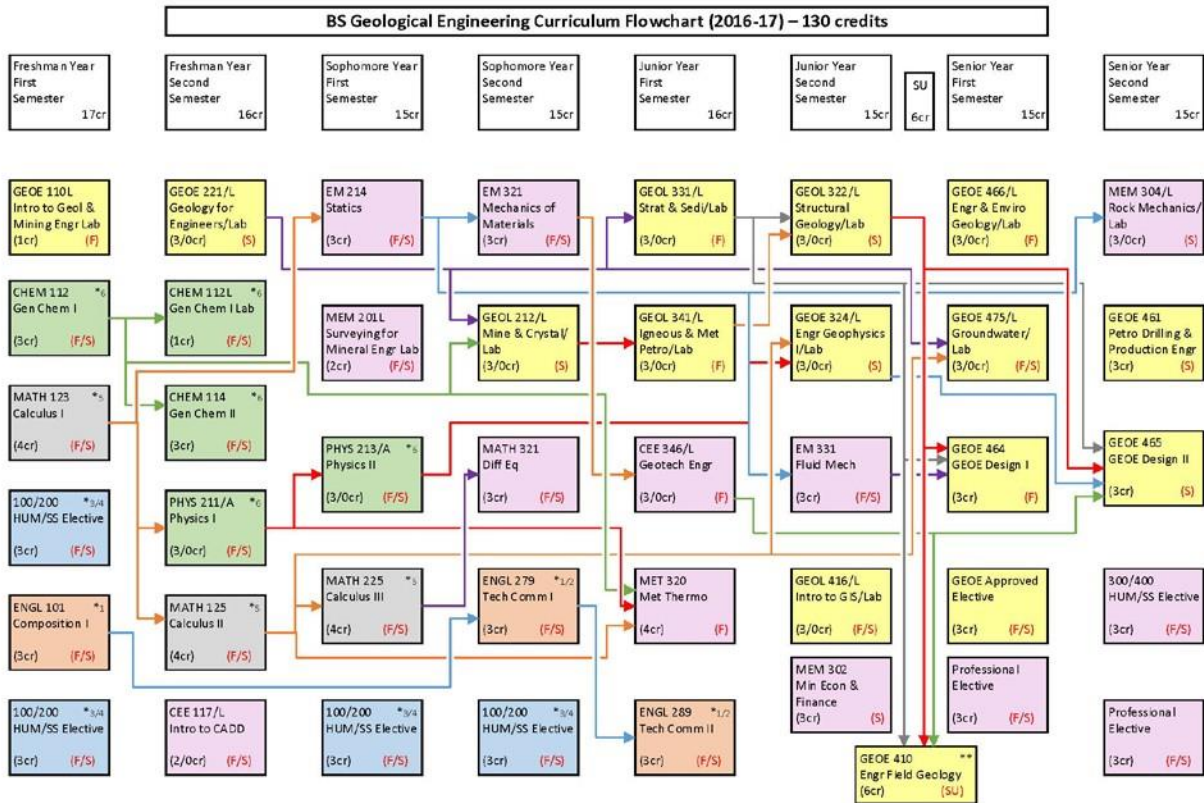 BS Geological Engineering Curriculum Flowchart (2016-17) – 130 credits
Freshman Year
First
Semester
17cr
Freshman Year
Second
Semester
16cr
Sophomore Year
First
Semester
15cr
Sophomore Year
Second
Semester
15cr
Junior Year
First
Semester
16cr
Junior Year
Second
Semester
15cr
SU
6cr
Senior Year
First
Semester
15cr
Senior Year
Second
Semester
15cr
GEOE 110L
Intro to Geol &
Mining Engr Lab
(1cr) (F)
GEOE 221/L
Geology for
Engineers/Lab
(3/0cr) (S)
EM 214
Statics
(3cr) (F/S)
EM 321
Mechanics of
Materials
(3cr) (F/S)
GEOL 331/L
Strat & Sedi/Lab
(3/0cr) (F)
GEOL 322/L
Structural
Geology/Lab
(3/0cr) (S)
GEOE 466/L
Engr & Enviro
Geology/Lab
(3/0cr) (F)
MEM 304/L
Rock Mechanics/
Lab
(3/0cr) (S)
CHEM 112 *6
Gen Chem I
(3cr) (F/S)
CHEM 112L *6
Gen Chem I Lab
(1cr) (F/S)
MEM 201L
Surveying for
Mineral Engr Lab
(2cr) (F/S)
GEOL 212/L
Mine & Crystal/
Lab
(3/0cr) (S)
GEOL 341/L
Igneous & Met
Petro/Lab
(3/0cr) (F)
GEOE 324/L
Engr Geophysics
I/Lab
(3/0cr) (S)
GEOE 475/L
Groundwater/
Lab
(3/0cr) (F/S)
GEOE 461
Petro Drilling &
Production Engr
(3cr) (S)
MATH 123 *5
Calculus I
(4cr) (F/S)
CHEM 114 *6
Gen Chem II
(3cr) (F/S)
PHYS 213/A *6
Physics II
(3/0cr) (F/S)
MATH 321
Diff Eq
(3cr) (F/S)
CEE 346/L
Geotech Engr
(3/0cr) (F)
EM 331
Fluid Mech
(3cr) (F/S)
GEOE 464
GEOE Design I
(3cr) (F)
GEOE 465
GEOE Design II
(3cr) (S)
100/200 *3/4
HUM/SS Elective
(3cr) (F/S)
PHYS 211/A *6
Physics I
(3/0cr) (F/S)
MATH 225 *5
Calculus III
(4cr) (F/S)
ENGL 279 *1/2
Tech Comm I
(3cr) (F/S)
MET 320
Met Thermo
(4cr) (F)
GEOL 416/L
Intro to GIS/Lab
(3/0cr) (F/S)
GEOE Approved
Elective
(3cr) (F/S)
300/400
HUM/SS Elective
(3cr) (F/S)
ENGL 101 *1
Composition I
(3cr) (F/S)
MATH 125 *5
Calculus II
(4cr) (F/S)
MEM 302
Min Econ &
Finance
(3cr) (S)
Professional
Elective
(3cr) (F/S)
100/200 *3/4
HUM/SS Elective
(3cr) (F/S)
CEE 117/L
Intro to CADD
(2/0cr) (F/S)
100/200 *3/4
HUM/SS Elective
(3cr) (F/S)
100/200 *3/4
HUM/SS Elective
(3cr) (F/S)
ENGL 289 *1/2
Tech Comm II
(3cr) (F/S)
GEOE 410 **
Engr Field Geology
(6cr) (SU)
Professional
Elective
(3cr) (F/S)